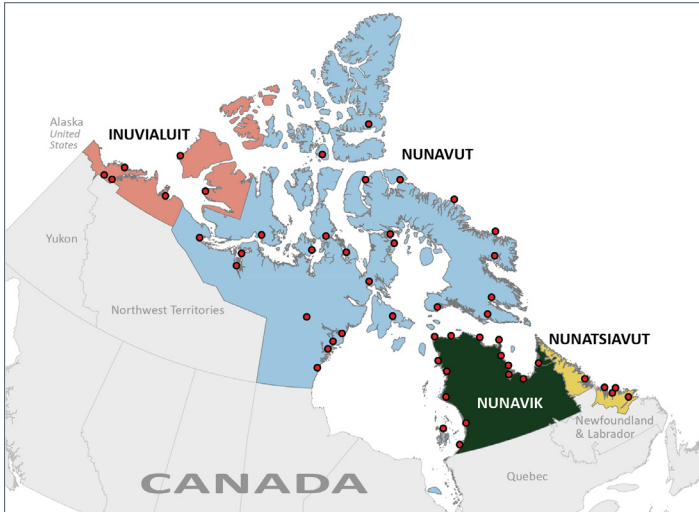 Alaska
United
States
INUVIALUIT
NUNAVUT
Yukon
Northwest Territories
NUNATSIAVUT
NUNAVIK
Newfoundland
& Labrador
Quebec
CANADA